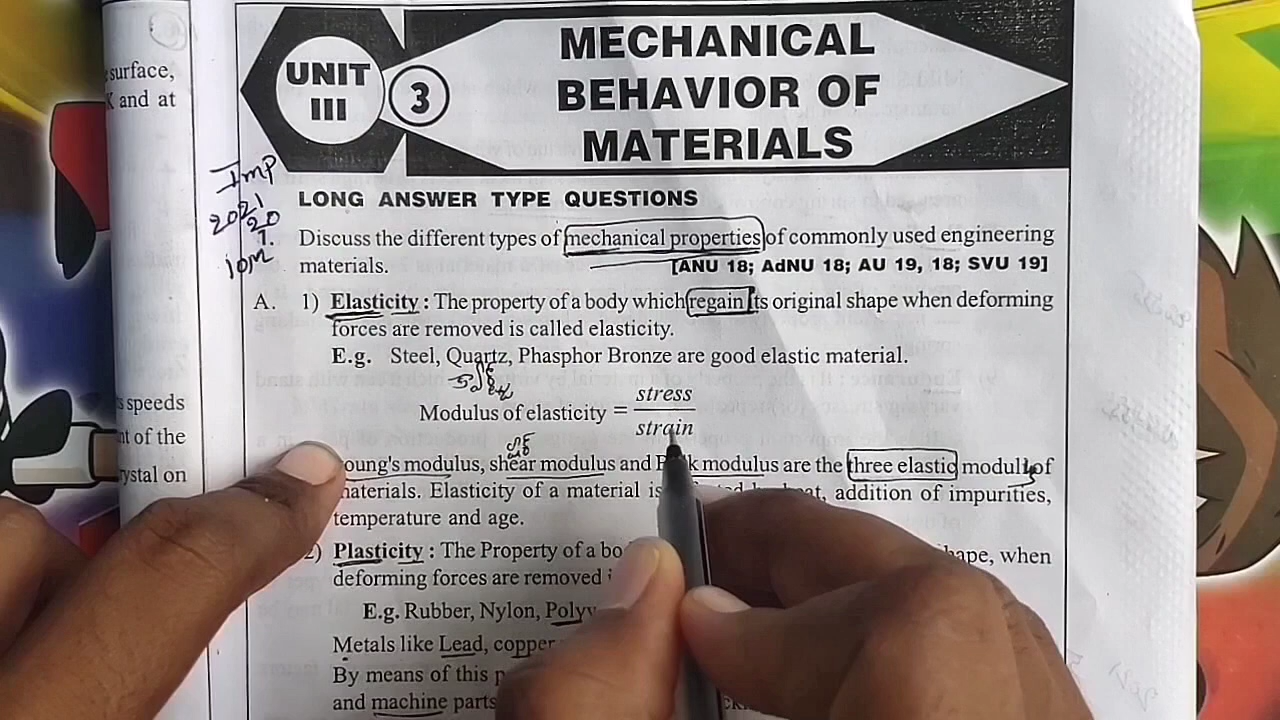 surface,
K and at
s speeds
nt of the
rystal on
UNIT
III
3
MECHANICAL
BEHAVIOR OF
MATERIALS
Imp
2021
20
10M
LONG ANSWER TYPE QUESTIONS
1. Discuss the different types of mechanical properties of commonly used engineering
materials. [ANU 18; AdNU 18; AU 19, 18; SVU 19]
A. 1) Elasticity : The property of a body which regain its original shape when deforming
forces are removed is called elasticity.
E.g. Steel, Quartz, Phasphor Bronze are good elastic material.
Modulus of elasticity = stress
strain
oung's modulus, shear modulus and modulus are the three elastic moduli of
materials. Elasticity of a material is heat, addition of impurities,
temperature and age.
2) Plasticity : The Property of a bo hape, when
deforming forces are removed
E.g. Rubber, Nylon, Polyv
Metals like Lead, copper
By means of this p
and machine parts